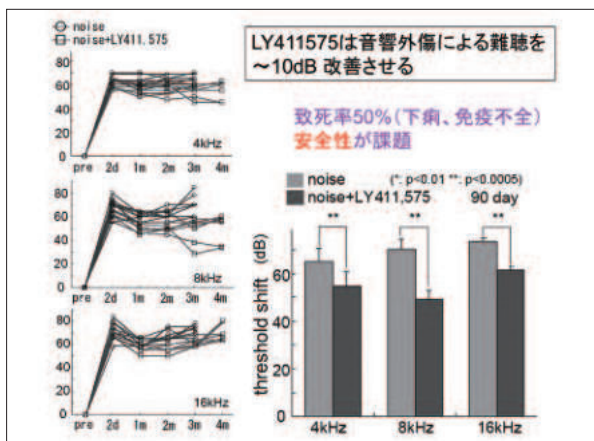 noise
noise+LY411.575
80
60
40
20
0
4kHz
pre 2d 1m 2m 3m 4m
80
60
40
20
0
8kHz
pre 2d 1m 2m 3m 4m
80
60
40
20
0
16kHz
pre 2d 1m 2m 3m 4m
LY411575は音響外傷による難聴を
～10dB 改善させる
致死率50%(下痢、免疫不全)
安全性が課題
noise (*: p<0.01 **: p<0.0005)
noise+LY411,575 90 day
** ** **
threshold shift (dB)
60
40
20
0
4kHz 8kHz 16kHz